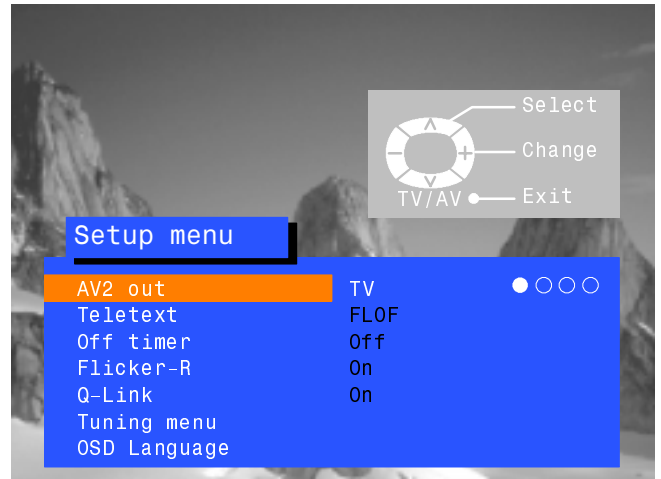 Select
Change
TV/AV Exit
Setup menu
AV2 out TV
Teletext FLOF
Off timer Off
Flicker-R On
Q-Link On
Tuning menu
OSD Language